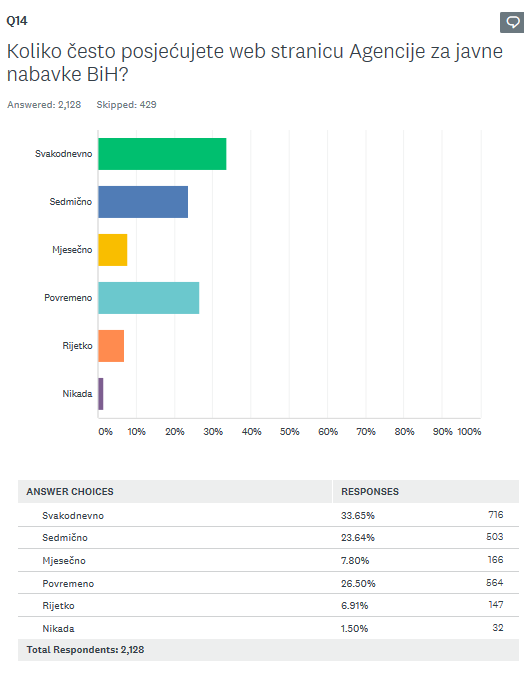 Q14
Koliko često posjećujete web stranicu Agencije za javne
nabavke BiH?
Answered: 2,128 Skipped: 429
Svakodnevno
Sedmično
Mjesečno
Povremeno
Rijetko
Nikada
0% 10% 20% 30% 40% 50% 60% 70% 80% 90% 100%
ANSWER CHOICES RESPONSES
Svakodnevno 33.65% 716
Sedmično 23.64% 503
Mjesečno 7.80% 166
Povremeno 26.50% 564
Rijetko 6.91% 147
Nikada 1.50% 32
Total Respondents: 2,128